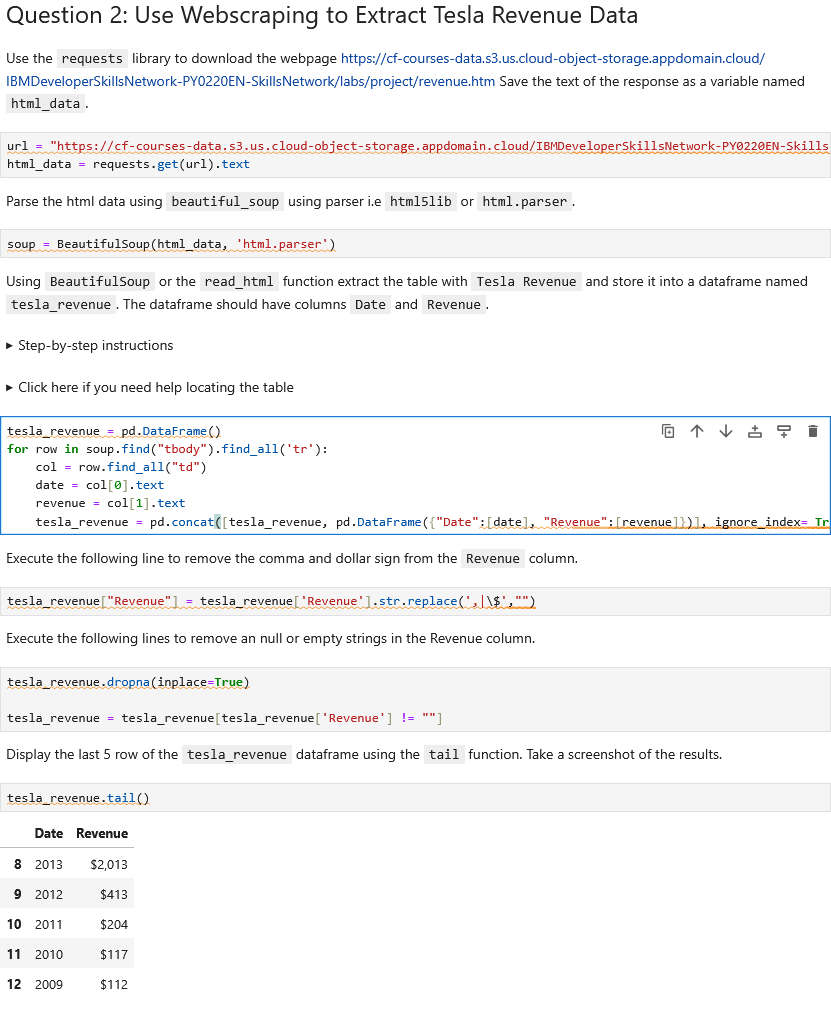 Question 2: Use Webscraping to Extract Tesla Revenue Data
Use the requests library to download the webpage https://cf-courses-data.s3.us.cloud-object-storage.appdomain.cloud/
IBMDeveloperSkillsNetwork-PY0220EN-SkillsNetwork/labs/project/revenue.htm Save the text of the response as a variable named
html_data .
url = "https://cf-courses-data.s3.us.cloud-object-storage.appdomain.cloud/IBMDeveloperSkillsNetwork-PY0220EN-Skills
html_data = requests.get(url).text
Parse the html data using beautiful_soup using parser i.e html5lib or html.parser .
soup = BeautifulSoup(html_data, 'html.parser')
Using BeautifulSoup or the read_html function extract the table with Tesla Revenue and store it into a dataframe named
tesla_revenue . The dataframe should have columns Date and Revenue .
▸ Step-by-step instructions
▸ Click here if you need help locating the table
tesla_revenue = pd.DataFrame()
for row in soup.find("tbody").find_all('tr'):
    col = row.find_all("td")
    date = col[0].text
    revenue = col[1].text
    tesla_revenue = pd.concat([tesla_revenue, pd.DataFrame({"Date":[date], "Revenue":[revenue]})], ignore_index= Tr
Execute the following line to remove the comma and dollar sign from the Revenue column.
tesla_revenue["Revenue"] = tesla_revenue['Revenue'].str.replace(',|\$',"")
Execute the following lines to remove an null or empty strings in the Revenue column.
tesla_revenue.dropna(inplace=True)
tesla_revenue = tesla_revenue[tesla_revenue['Revenue'] != ""]
Display the last 5 row of the tesla_revenue dataframe using the tail function. Take a screenshot of the results.
tesla_revenue.tail()
Date Revenue
8 2013 $2,013
9 2012 $413
10 2011 $204
11 2010 $117
12 2009 $112